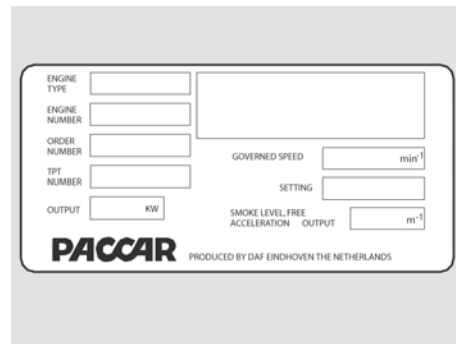 ENGINE
TYPE
ENGINE
NUMBER
ORDER
NUMBER
TPT
NUMBER
OUTPUT KW
GOVERNED SPEED min-1
SETTING
SMOKE LEVEL, FREE
ACCELERATION OUTPUT m-1
PACCAR PRODUCED BY DAF EINDHOVEN THE NETHERLANDS